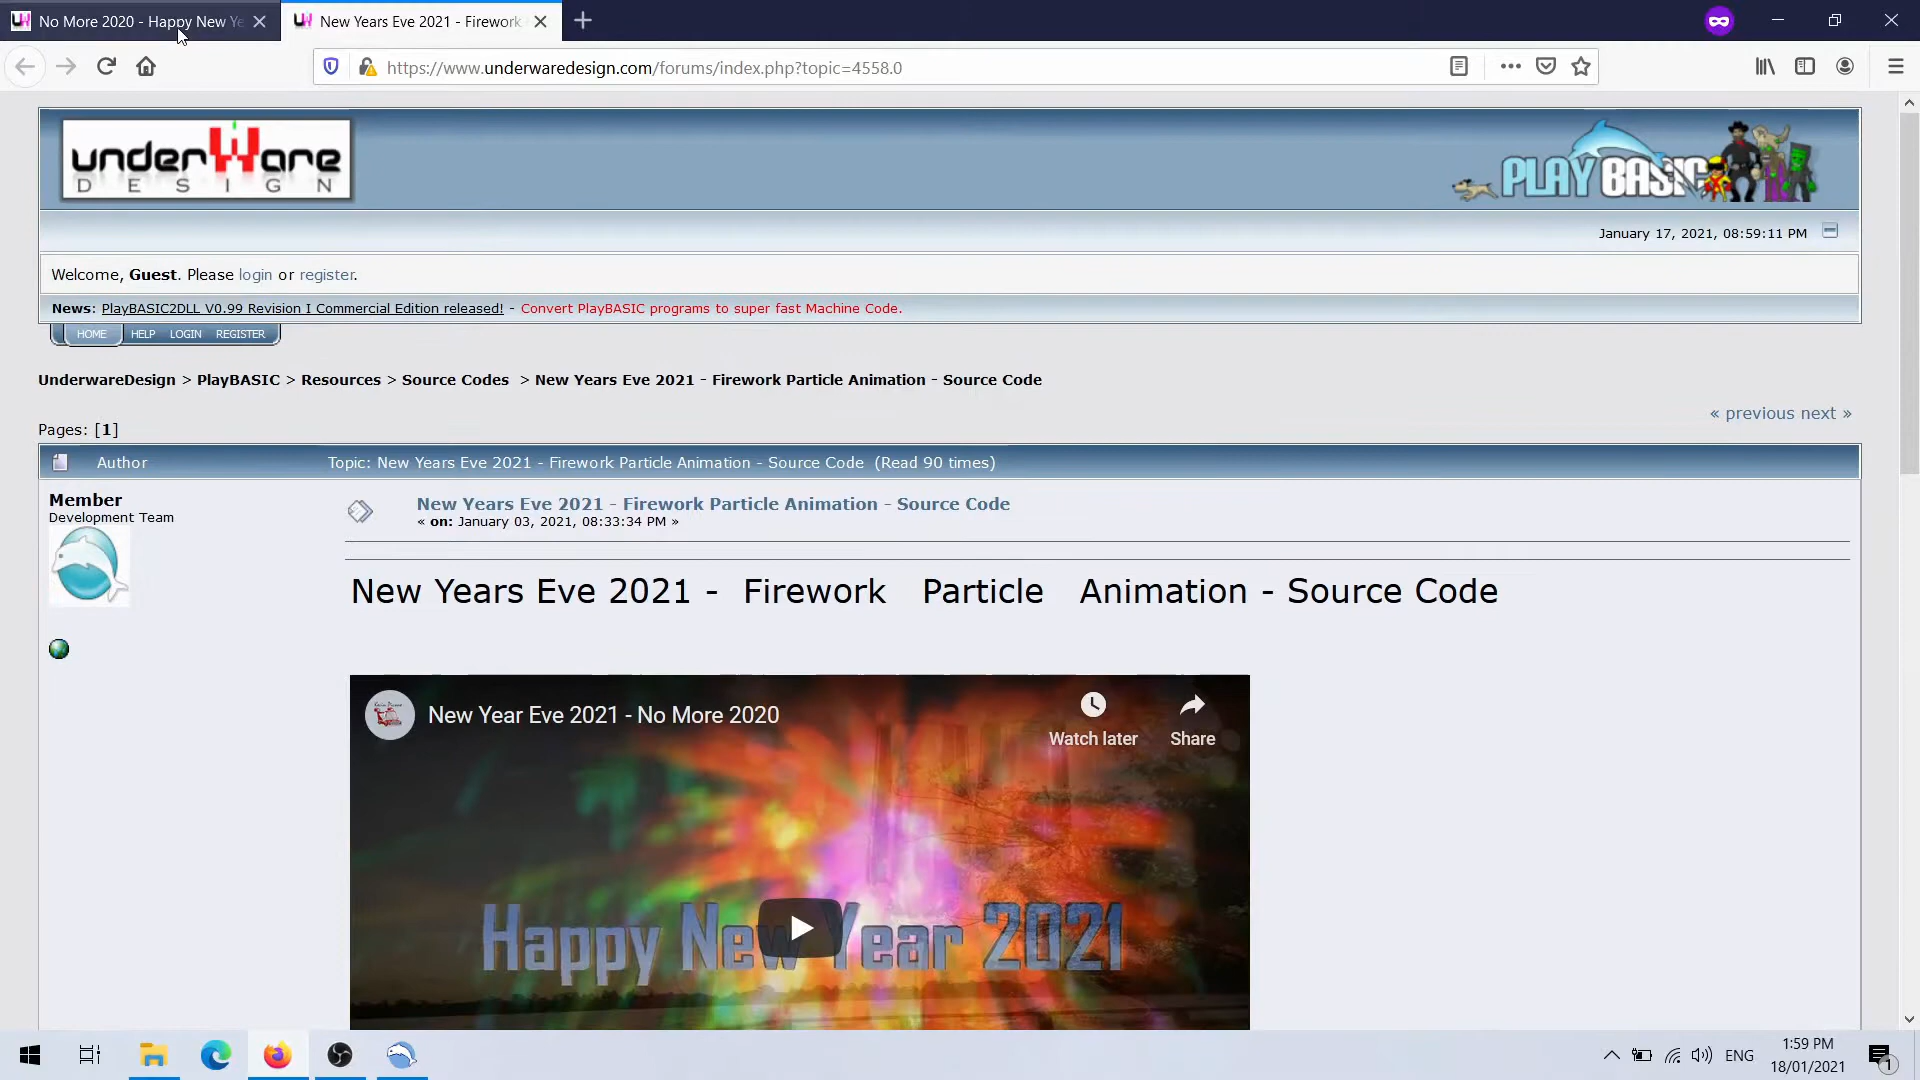 No More 2020 - Happy New Ye
New Years Eve 2021 - Firework
https://www.underwaredesign.com/forums/index.php?topic=4558.0
underWare
DESIGN
PLAY BASIC
January 17, 2021, 08:59:11 PM
Welcome, Guest. Please login or register.
News: PlayBASIC2DLL V0.99 Revision I Commercial Edition released! - Convert PlayBASIC programs to super fast Machine Code.
HOME HELP LOGIN REGISTER
UnderwareDesign > PlayBASIC > Resources > Source Codes > New Years Eve 2021 - Firework Particle Animation - Source Code
« previous next »
Pages: [1]
Author Topic: New Years Eve 2021 - Firework Particle Animation - Source Code (Read 90 times)
Member
Development Team
New Years Eve 2021 - Firework Particle Animation - Source Code
« on: January 03, 2021, 08:33:34 PM »
New Years Eve 2021 - Firework Particle Animation - Source Code
New Year Eve 2021 - No More 2020
Watch later
Share
Happy New Year 2021
ENG
1:59 PM
18/01/2021
1